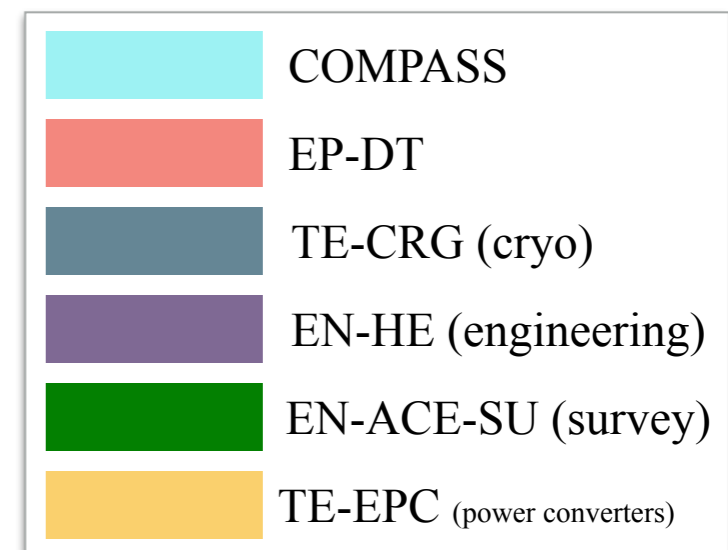 COMPASS
EP-DT
TE-CRG (cryo)
EN-HE (engineering)
EN-ACE-SU (survey)
TE-EPC (power converters)